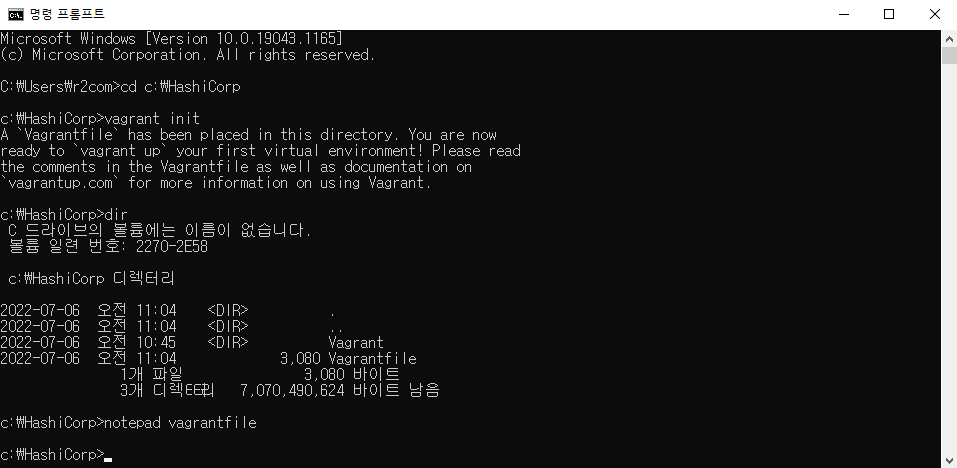 명령 프롬프트
Microsoft Windows [Version 10.0.19043.1165]
(c) Microsoft Corporation. All rights reserved.
C:₩Users₩r2com>cd c:₩HashiCorp
c:₩HashiCorp>vagrant init
A `Vagrantfile` has been placed in this directory. You are now
ready to `vagrant up` your first virtual environment! Please read
the comments in the Vagrantfile as well as documentation on
`vagrantup.com` for more information on using Vagrant.
c:₩HashiCorp>dir
 C 드라이브의 볼륨에는 이름이 없습니다.
 볼륨 일련 번호: 2270-2E58
 c:₩HashiCorp 디렉터리
2022-07-06  오전 11:04    <DIR>          .
2022-07-06  오전 11:04    <DIR>          ..
2022-07-06  오전 10:45    <DIR>          Vagrant
2022-07-06  오전 11:04             3,080 Vagrantfile
               1개 파일               3,080 바이트
               3개 디렉터리   7,070,490,624 바이트 남음
c:₩HashiCorp>notepad vagrantfile
c:₩HashiCorp>